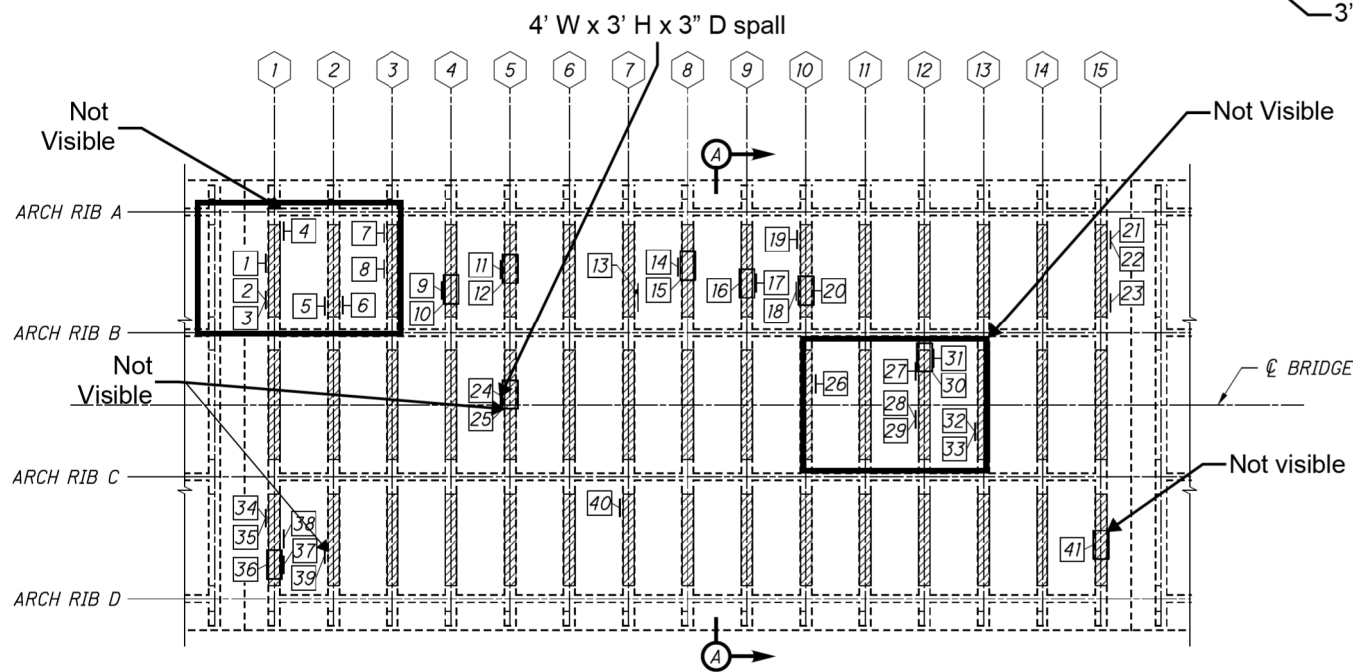 3'
4' W x 3' H x 3" D spall
1 2 3 4 5 6 7 8 9 10 11 12 13 14 15
Not
Visible
Not Visible
A
ARCH RIB A
4 7 19 21
1 8 11 13 14 22
2 9 12 15 16 17 20 23
3 5 6 10 18
ARCH RIB B
31
27 30
Not
Visible
24 26
25
28 32
29 33
℄ BRIDGE
ARCH RIB C
Not visible
34 38 40
35 37 41
36 39
ARCH RIB D
A